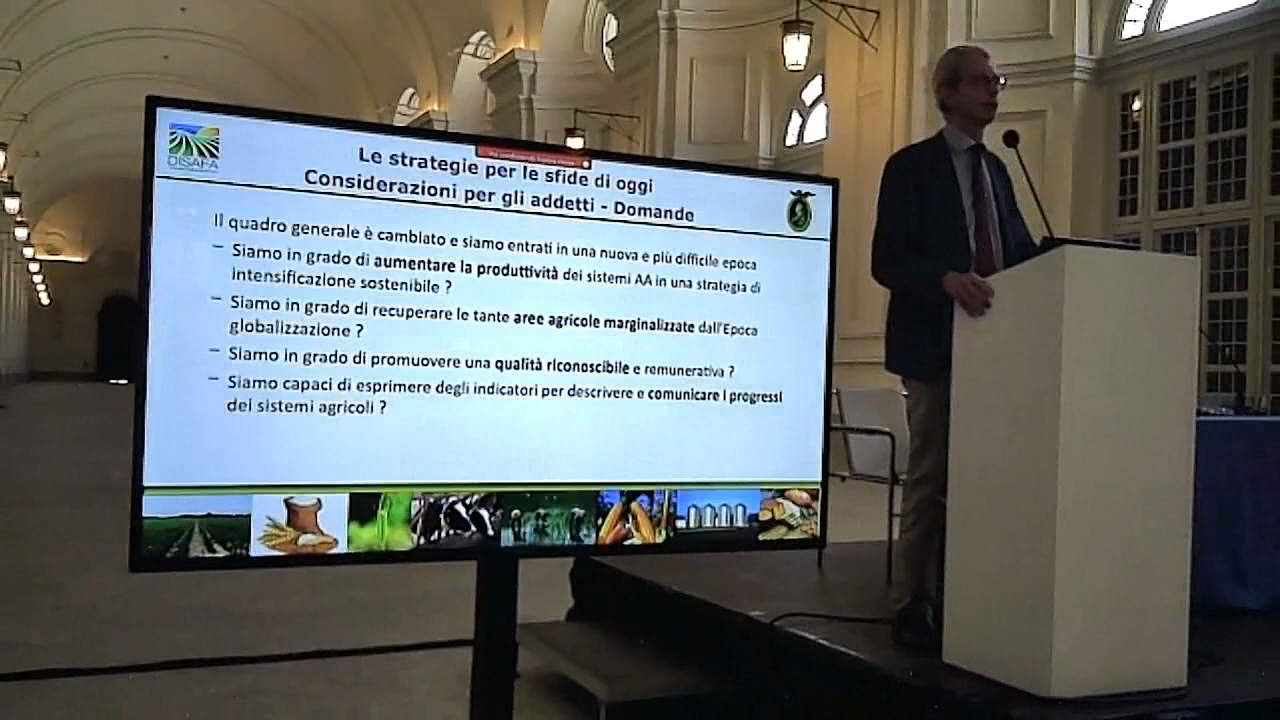 DISAFA
Le strategie per le sfide di oggi
Considerazioni per gli addetti - Domande
Il quadro generale è cambiato e siamo entrati in una nuova e più difficile epoca
– Siamo in grado di aumentare la produttività dei sistemi AA in una strategia di
intensificazione sostenibile ?
– Siamo in grado di recuperare le tante aree agricole marginalizzate dall'Epoca
globalizzazione ?
– Siamo in grado di promuovere una qualità riconoscibile e remunerativa ?
– Siamo capaci di esprimere degli indicatori per descrivere e comunicare i progressi
dei sistemi agricoli ?